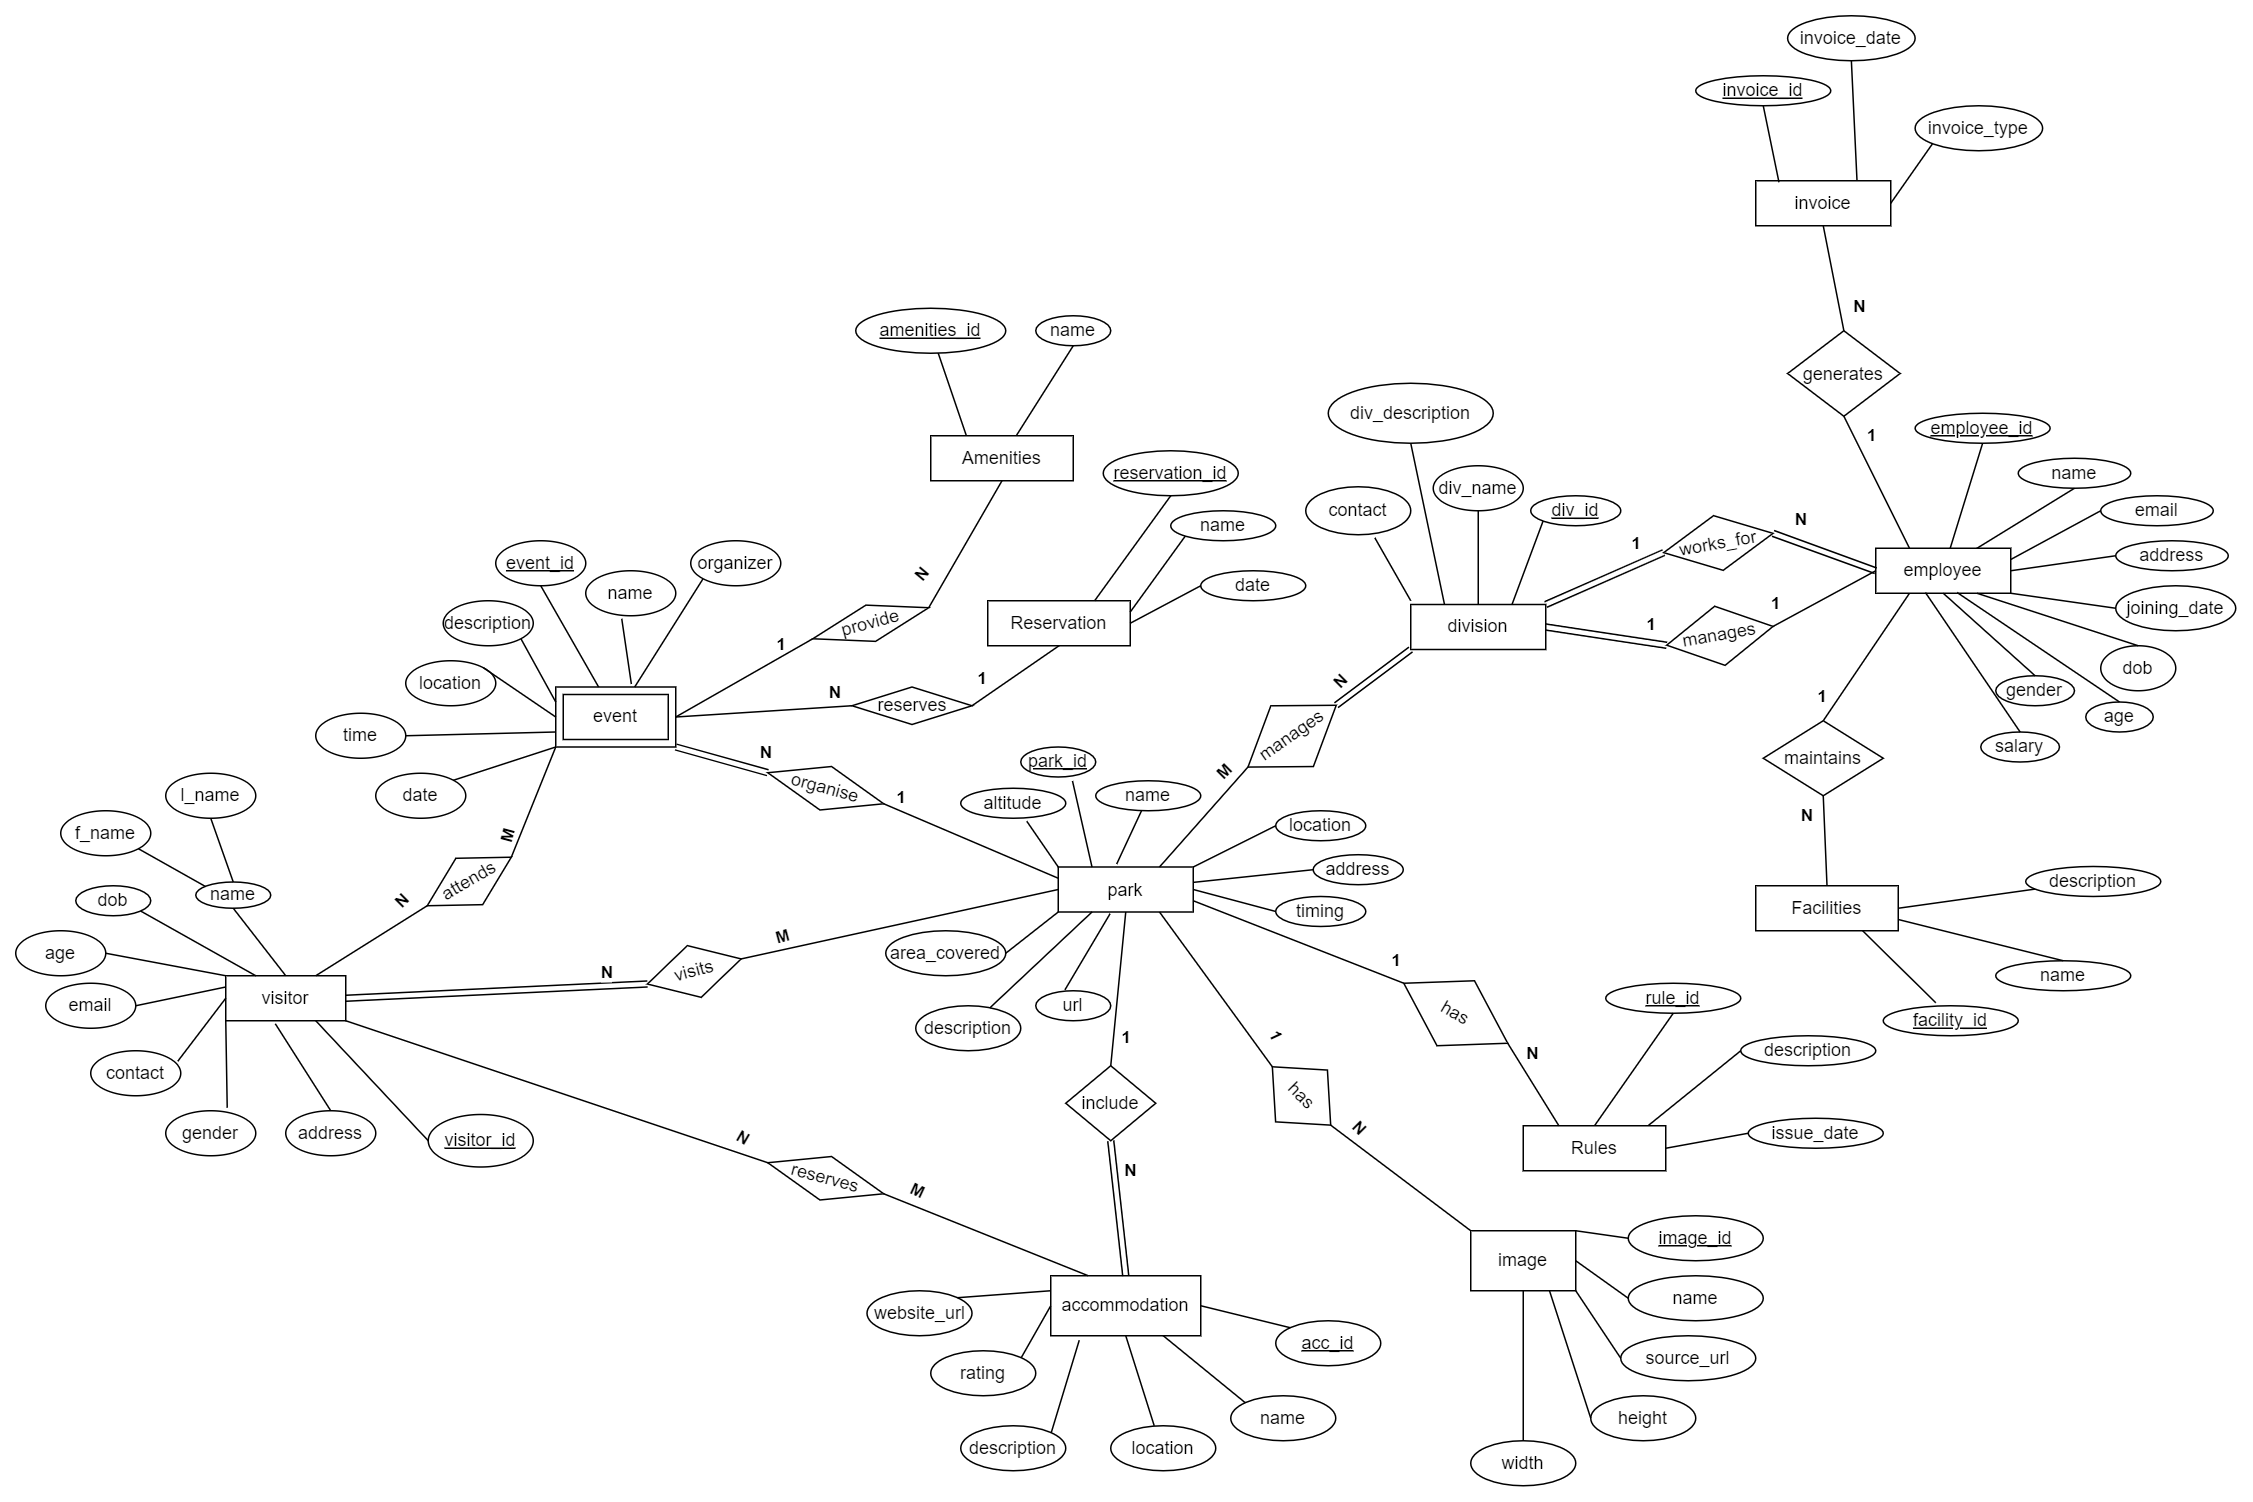 invoice_date
invoice_id
invoice_type
invoice
N
generates
1
amenities_id
name
Amenities
N
provide
1
reservation_id
name
date
Reservation
1
reserves
N
event_id
name
organizer
description
location
time
date
event
N
organise
1
M
attends
N
div_description
contact
div_name
div_id
division
1
works_for
N
1
manages
1
employee_id
name
email
address
joining_date
dob
age
gender
salary
employee
1
maintains
N
Facilities
description
name
facility_id
N
manages
M
park_id
altitude
name
location
address
timing
park
area_covered
description
url
l_name
f_name
name
dob
age
email
contact
gender
address
visitor_id
visitor
N
visits
M
N
reserves
M
1
include
N
1
has
N
1
has
N
rule_id
description
issue_date
Rules
image
image_id
name
source_url
height
width
accommodation
website_url
rating
description
location
name
acc_id